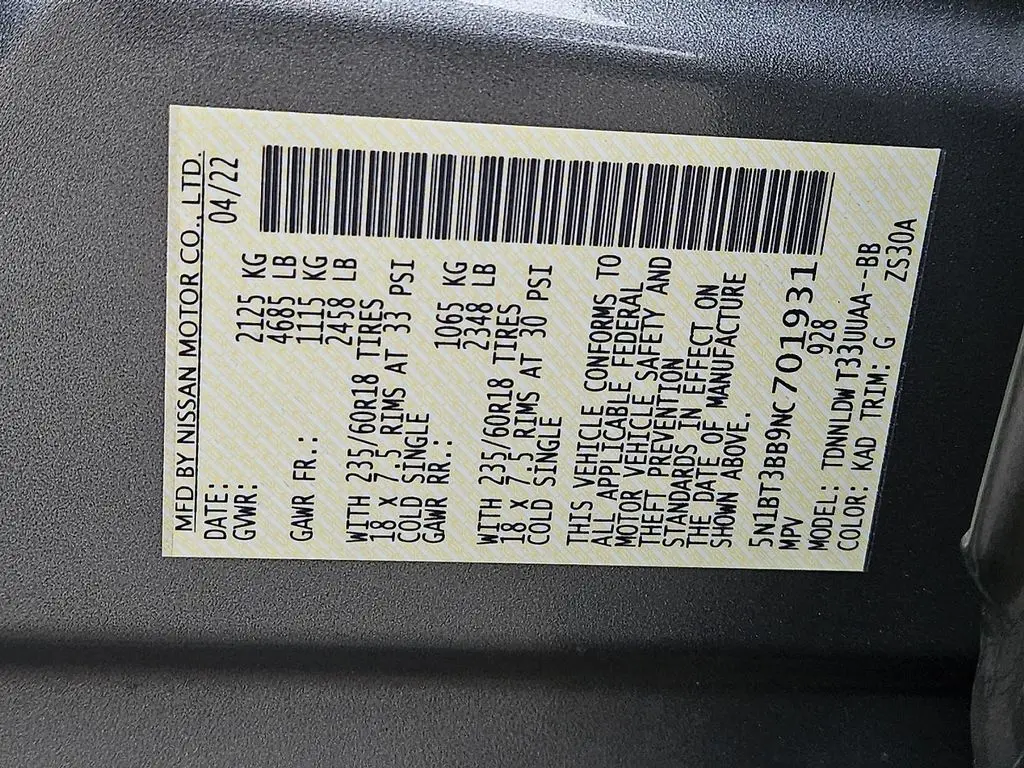 MFD BY NISSAN MOTOR CO., LTD.
DATE: 04/22
GVWR: 2125 KG
4685 LB
GAWR FR.: 1115 KG
2458 LB
WITH 235/60R18 TIRES
18 X 7.5 RIMS AT 33 PSI
COLD SINGLE
GAWR RR.: 1065 KG
2348 LB
WITH 235/60R18 TIRES
18 X 7.5 RIMS AT 30 PSI
COLD SINGLE
THIS VEHICLE CONFORMS TO
ALL APPLICABLE FEDERAL
MOTOR VEHICLE SAFETY AND
THEFT PREVENTION
STANDARDS IN EFFECT ON
THE DATE OF MANUFACTURE
SHOWN ABOVE.
5N1BT3BB9NC701931
MPV 928
MODEL: TDNNLDWT33UUAA--BB
COLOR: KAD TRIM: G ZS30A